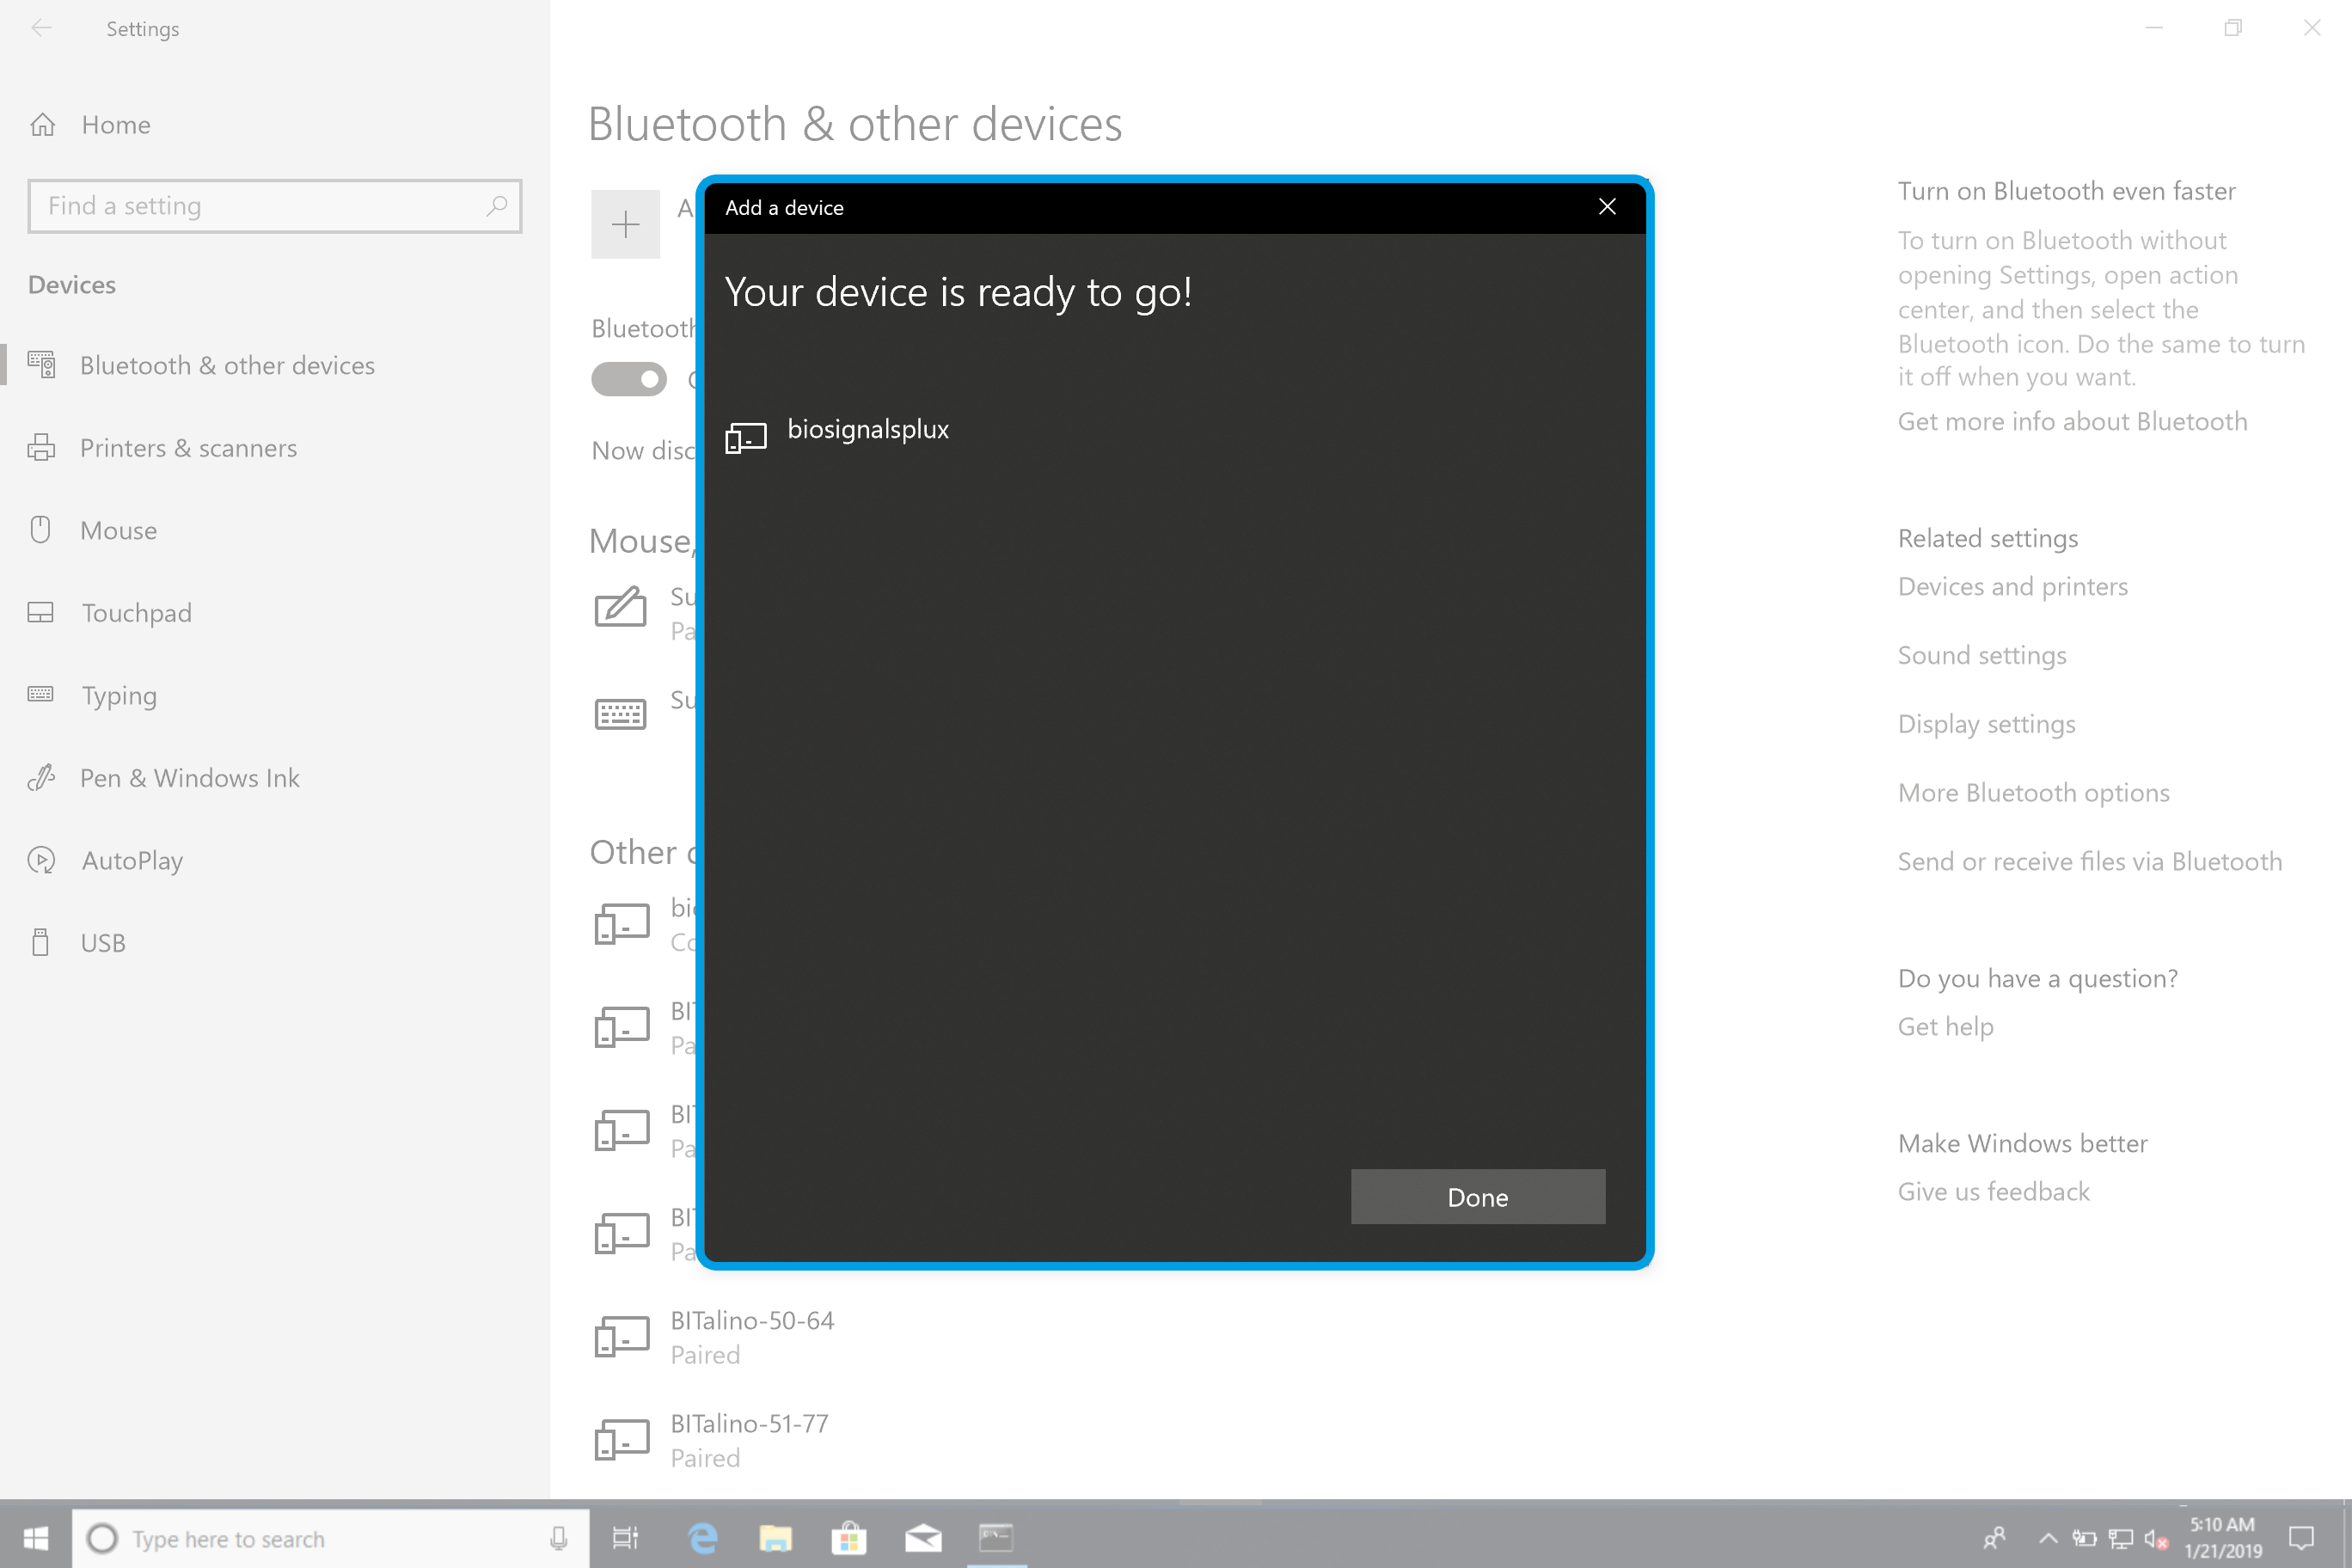 Settings
Home
Find a setting
Devices
Bluetooth & other devices
Printers & scanners
Mouse
Touchpad
Typing
Pen & Windows Ink
AutoPlay
USB
Bluetooth & other devices
A
Bluetooth
Now disc
Mouse,
Su
Pa
Su
Other
bi
Co
BIT
Pa
BIT
Pa
BIT
Pa
BITalino-50-64
Paired
BITalino-51-77
Paired
Add a device
Your device is ready to go!
biosignalsplux
Done
Turn on Bluetooth even faster
To turn on Bluetooth without
opening Settings, open action
center, and then select the
Bluetooth icon. Do the same to turn
it off when you want.
Get more info about Bluetooth
Related settings
Devices and printers
Sound settings
Display settings
More Bluetooth options
Send or receive files via Bluetooth
Do you have a question?
Get help
Make Windows better
Give us feedback
Type here to search
5:10 AM
1/21/2019